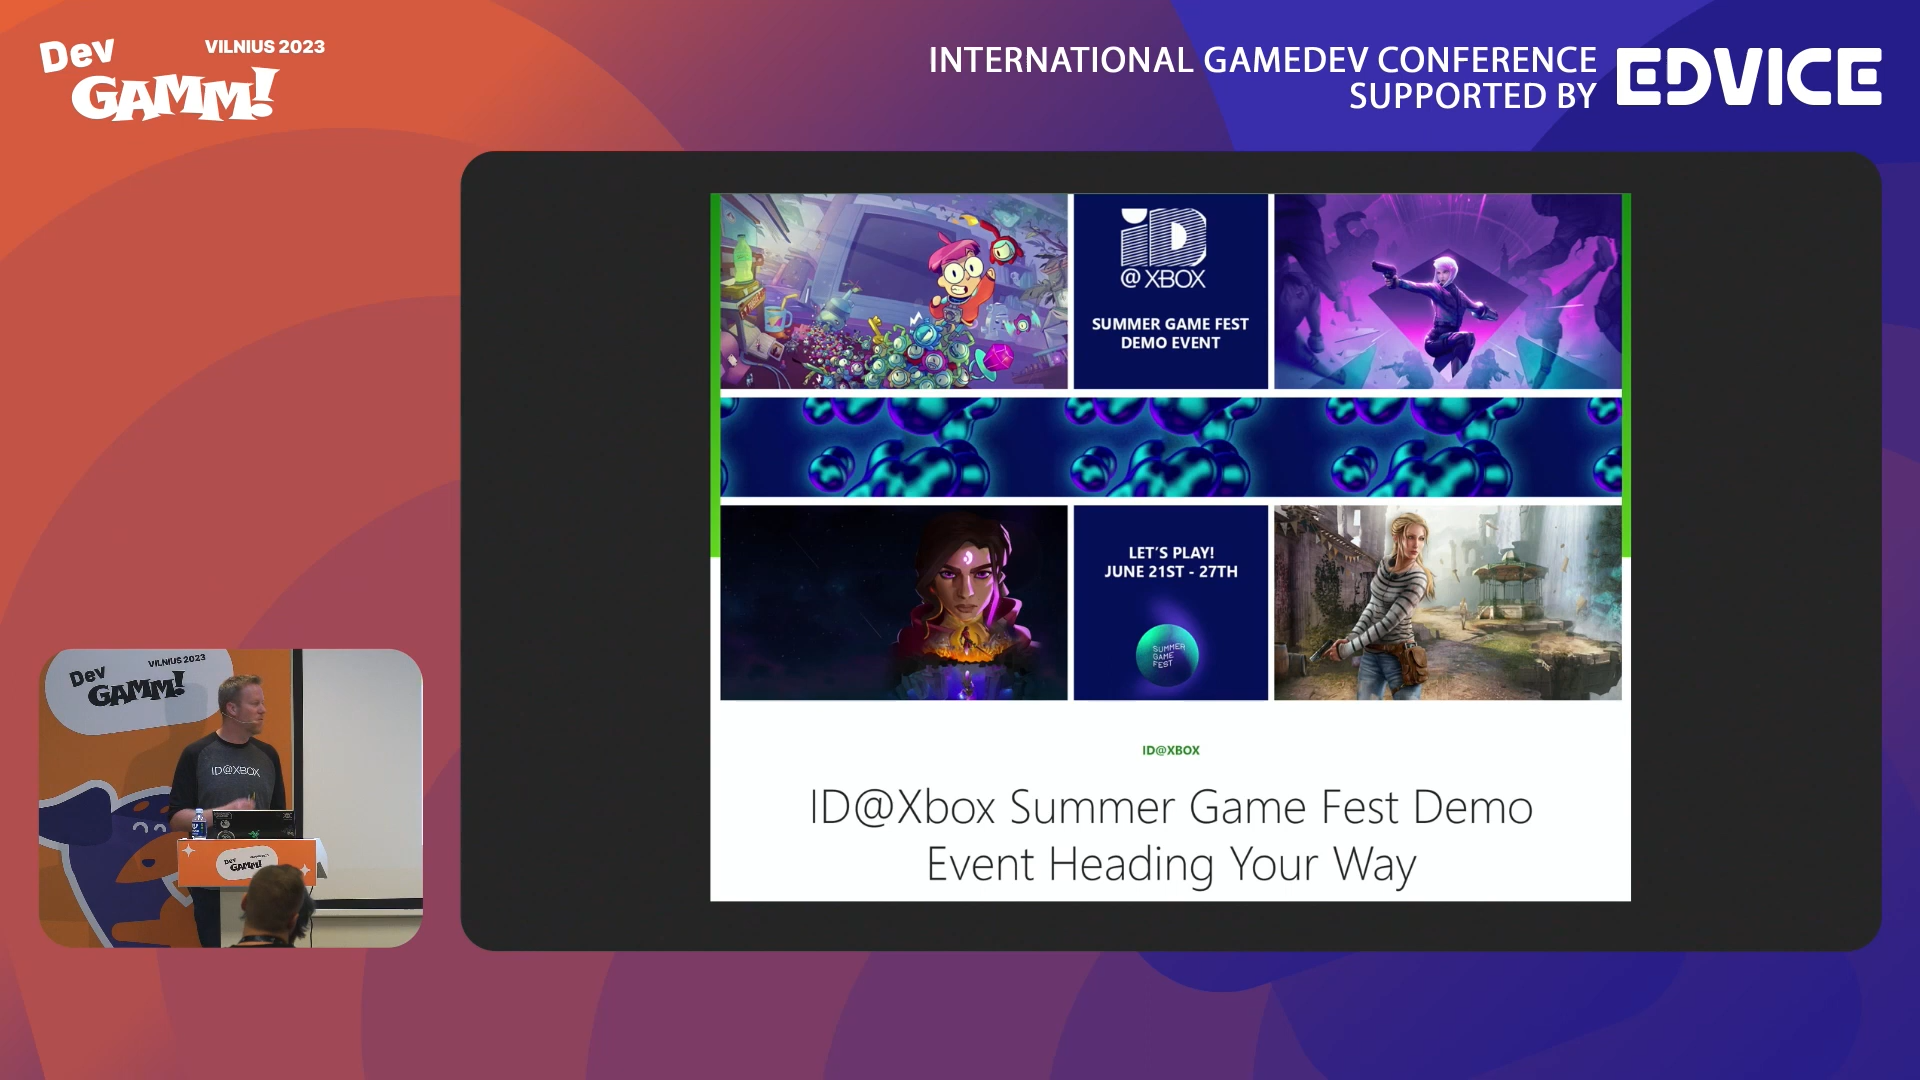 Dev
GAMM!
VILNIUS 2023
INTERNATIONAL GAMEDEV CONFERENCE
SUPPORTED BY
EDVICE
iD
@ XBOX
SUMMER GAME FEST
DEMO EVENT
LET'S PLAY!
JUNE 21ST - 27TH
SUMMER
GAME
FEST
ID@XBOX
ID@Xbox Summer Game Fest Demo
Event Heading Your Way
Dev
GAMM!
VILNIUS 2023
ID@XBOX
Dev
GAMM!